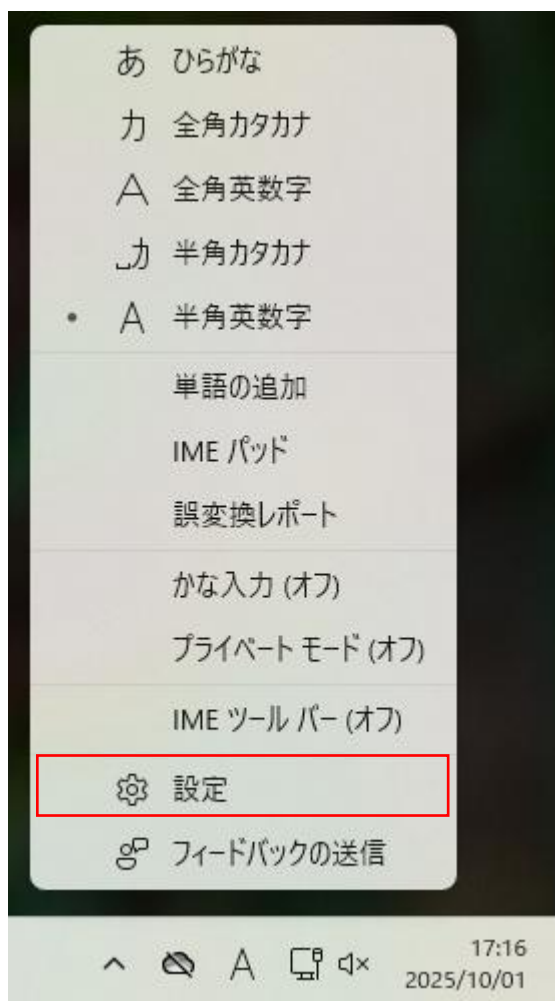 あ ひらがな
カ 全角カタカナ
A 全角英数字
_カ 半角カタカナ
A 半角英数字
単語の追加
IME パッド
誤変換レポート
かな入力 (オフ)
プライベート モード (オフ)
IME ツール バー (オフ)
設定
フィードバックの送信
A
17:16
2025/10/01